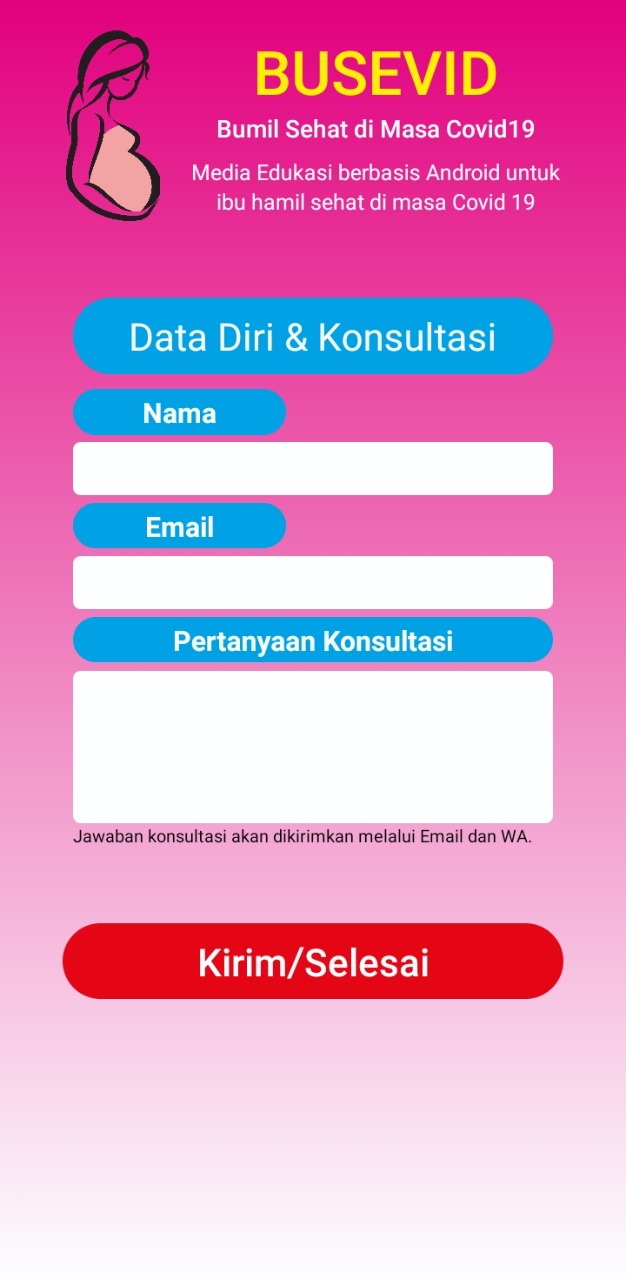 BUSEVID
Bumil Sehat di Masa Covid19
Media Edukasi berbasis Android untuk
ibu hamil sehat di masa Covid 19
Data Diri & Konsultasi
Nama
Email
Pertanyaan Konsultasi
Jawaban konsultasi akan dikirimkan melalui Email dan WA.
Kirim/Selesai